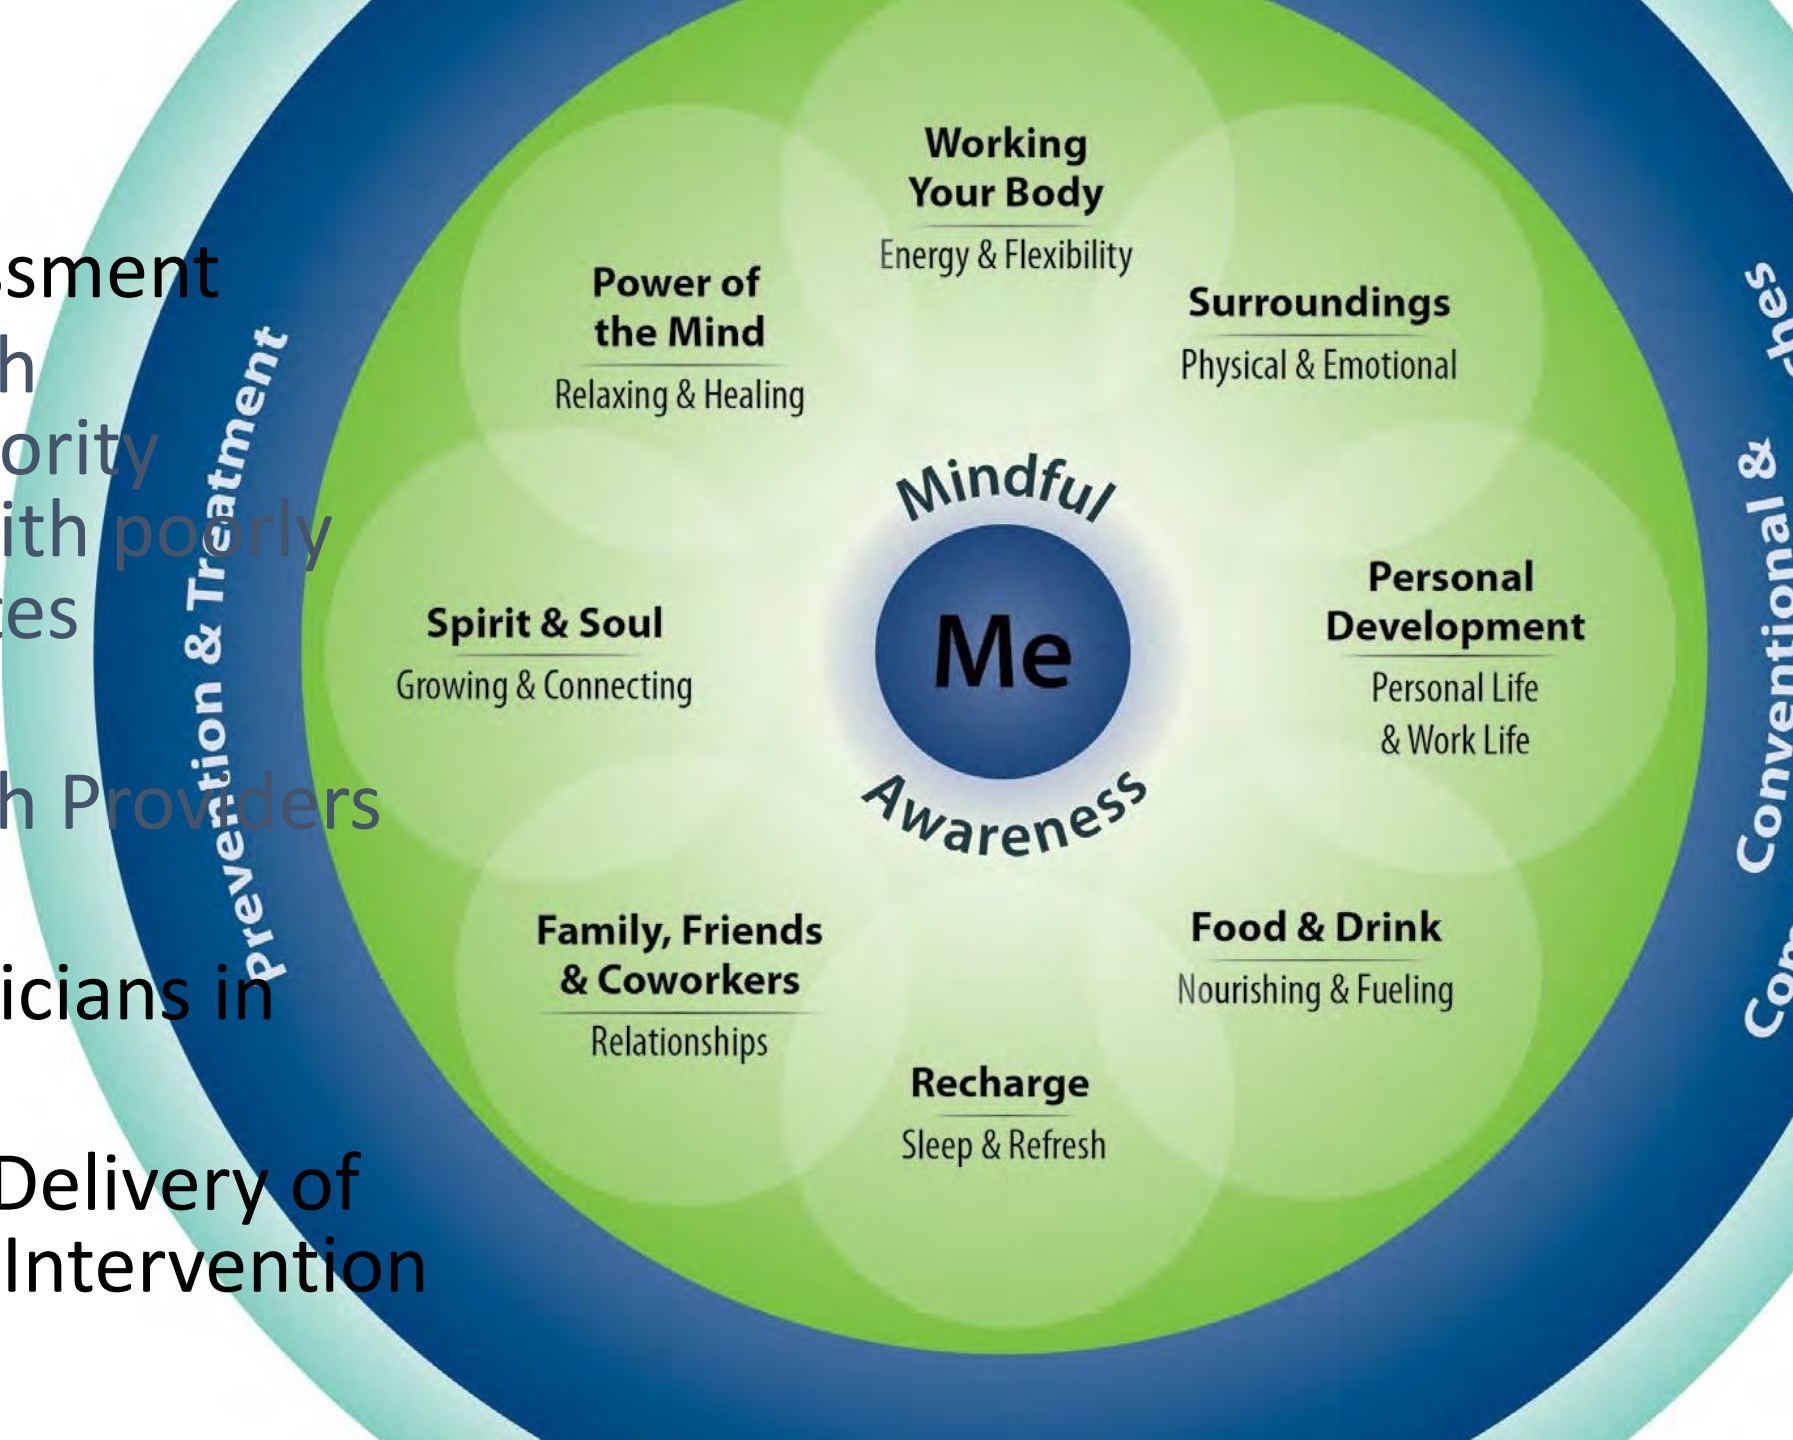 Working
Your Body
Energy & Flexibility
Power of
the Mind
Relaxing & Healing
Surroundings
Physical & Emotional
Mindful
Me
Awareness
Personal
Development
Personal Life
& Work Life
Spirit & Soul
Growing & Connecting
Family, Friends
& Coworkers
Relationships
Food & Drink
Nourishing & Fueling
Recharge
Sleep & Refresh
Prevention & Treatment
Conventional &
ssment
h
ority
ith poorly
tes
h Providers
icians in
Delivery of
Intervention